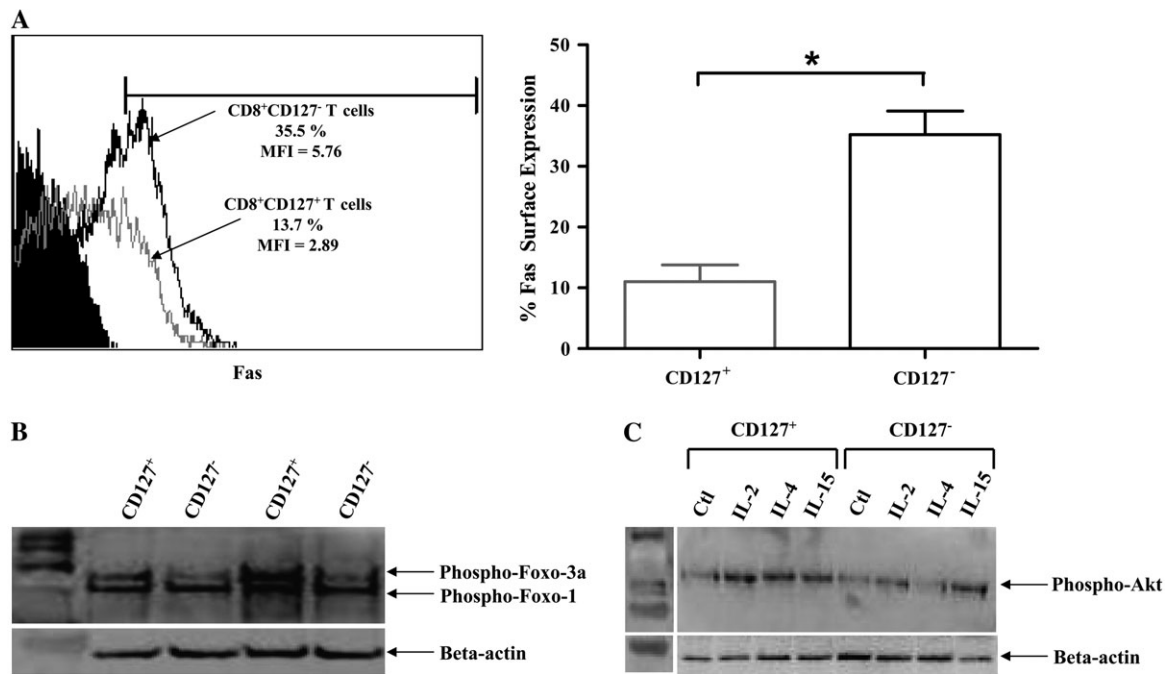 A
CD8⁺CD127⁻ T cells
35.5 %
MFI = 5.76
CD8⁺CD127⁺ T cells
13.7 %
MFI = 2.89
Fas
% Fas Surface Expression
50
40
30
20
10
0
*
CD127⁺
CD127⁻
B
CD127⁺
CD127⁻
CD127⁺
CD127⁻
Phospho-Foxo-3a
Phospho-Foxo-1
Beta-actin
C
CD127⁺
CD127⁻
Ctl
IL-2
IL-4
IL-15
Ctl
IL-2
IL-4
IL-15
Phospho-Akt
Beta-actin